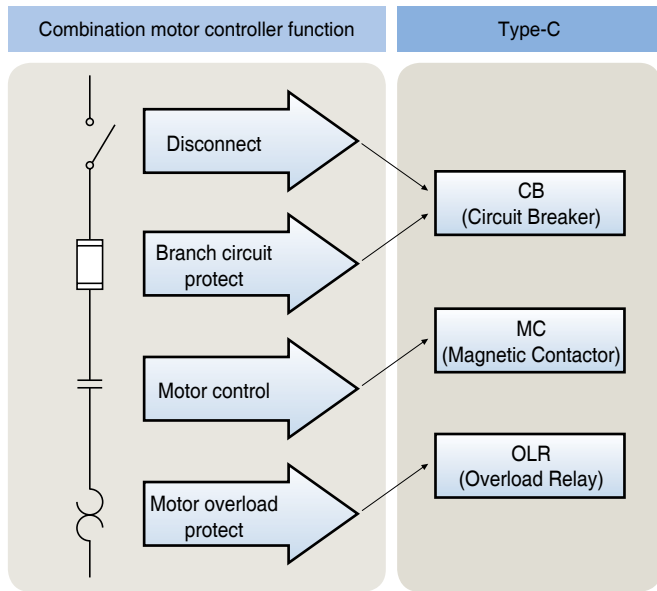 Combination motor controller function
Type-C
Disconnect
Branch circuit
protect
Motor control
Motor overload
protect
CB
(Circuit Breaker)
MC
(Magnetic Contactor)
OLR
(Overload Relay)